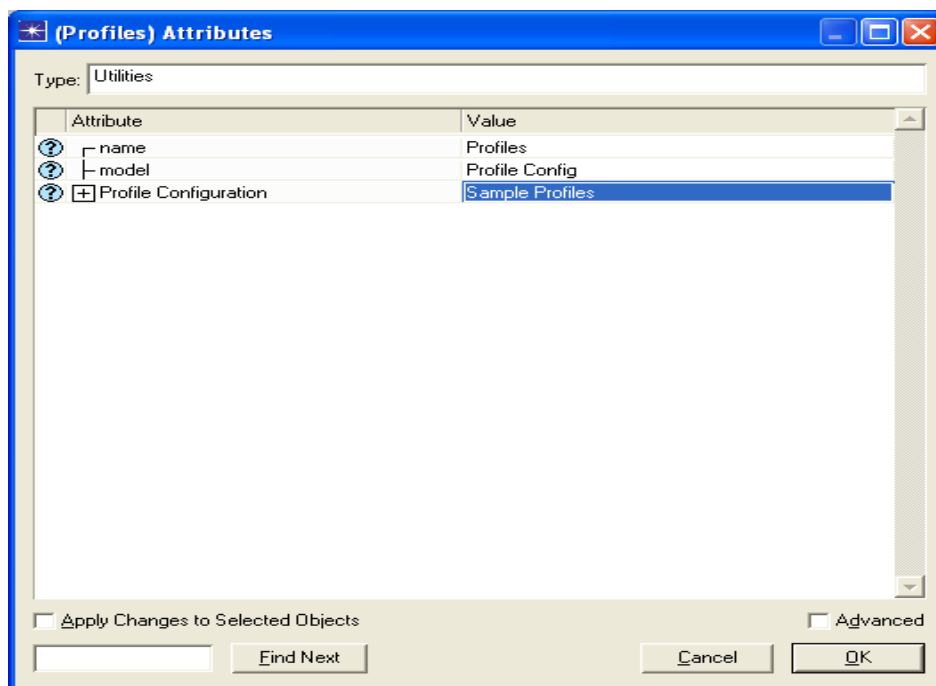 (Profiles) Attributes
Type: Utilities
Attribute Value
name Profiles
model Profile Config
Profile Configuration Sample Profiles
Apply Changes to Selected Objects Advanced
Find Next Cancel OK